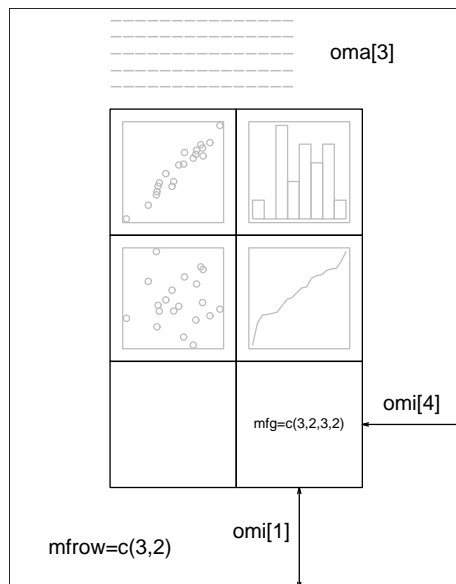 oma[3]
omi[4]
mfg=c(3,2,3,2)
omi[1]
mfrow=c(3,2)